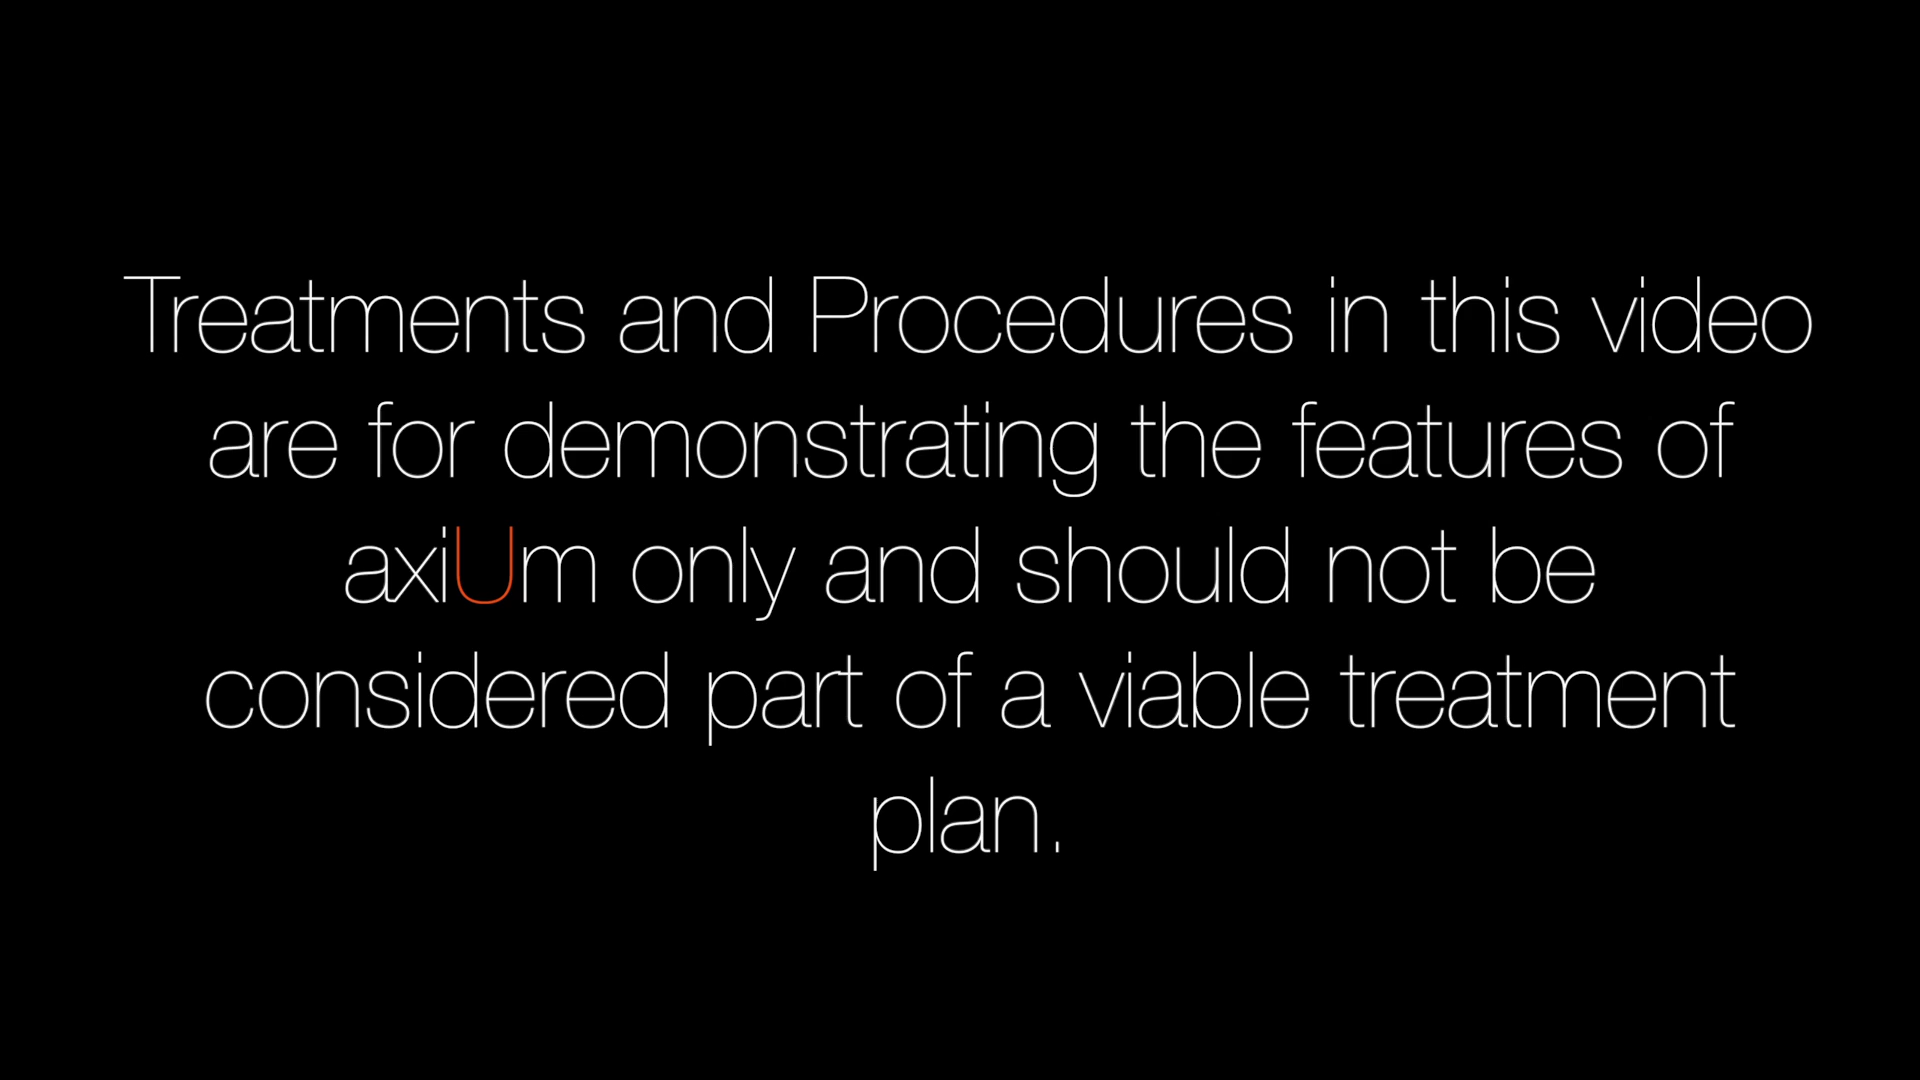 Treatments and Procedures in this video
are for demonstrating the features of
axiUm only and should not be
considered part of a viable treatment
plan.